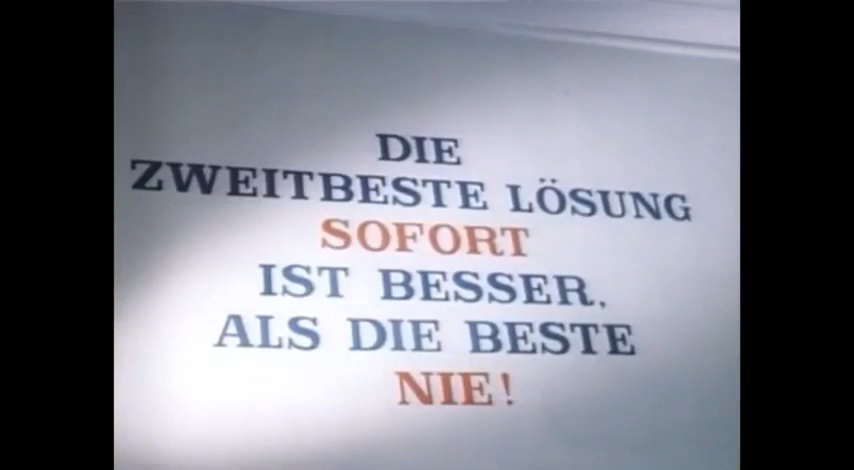 DIE
ZWEITBESTE LÖSUNG
SOFORT
IST BESSER,
ALS DIE BESTE
NIE!